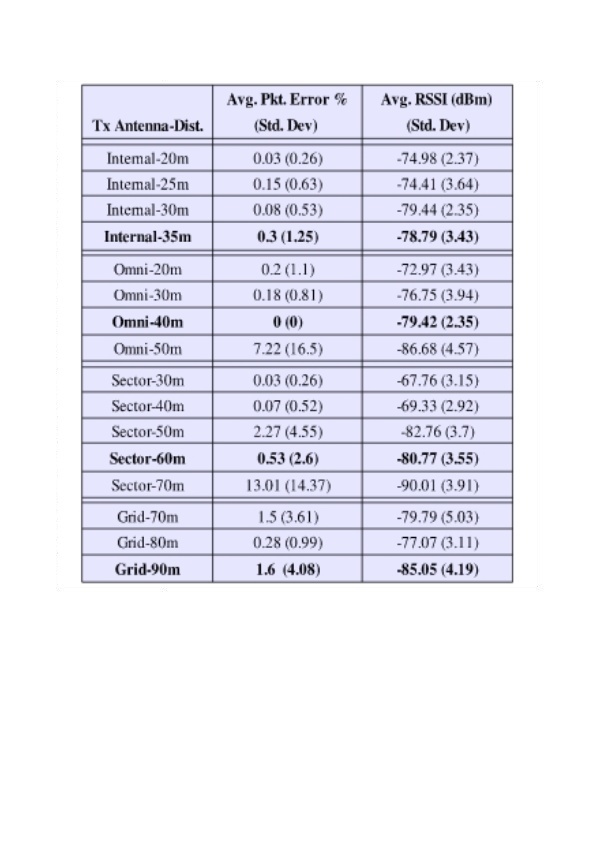 Tx Antenna-Dist. Avg. Pkt. Error % (Std. Dev) Avg. RSSI (dBm) (Std. Dev)
Internal-20m 0.03 (0.26) -74.98 (2.37)
Internal-25m 0.15 (0.63) -74.41 (3.64)
Internal-30m 0.08 (0.53) -79.44 (2.35)
Internal-35m 0.3 (1.25) -78.79 (3.43)
Omni-20m 0.2 (1.1) -72.97 (3.43)
Omni-30m 0.18 (0.81) -76.75 (3.94)
Omni-40m 0 (0) -79.42 (2.35)
Omni-50m 7.22 (16.5) -86.68 (4.57)
Sector-30m 0.03 (0.26) -67.76 (3.15)
Sector-40m 0.07 (0.52) -69.33 (2.92)
Sector-50m 2.27 (4.55) -82.76 (3.7)
Sector-60m 0.53 (2.6) -80.77 (3.55)
Sector-70m 13.01 (14.37) -90.01 (3.91)
Grid-70m 1.5 (3.61) -79.79 (5.03)
Grid-80m 0.28 (0.99) -77.07 (3.11)
Grid-90m 1.6 (4.08) -85.05 (4.19)